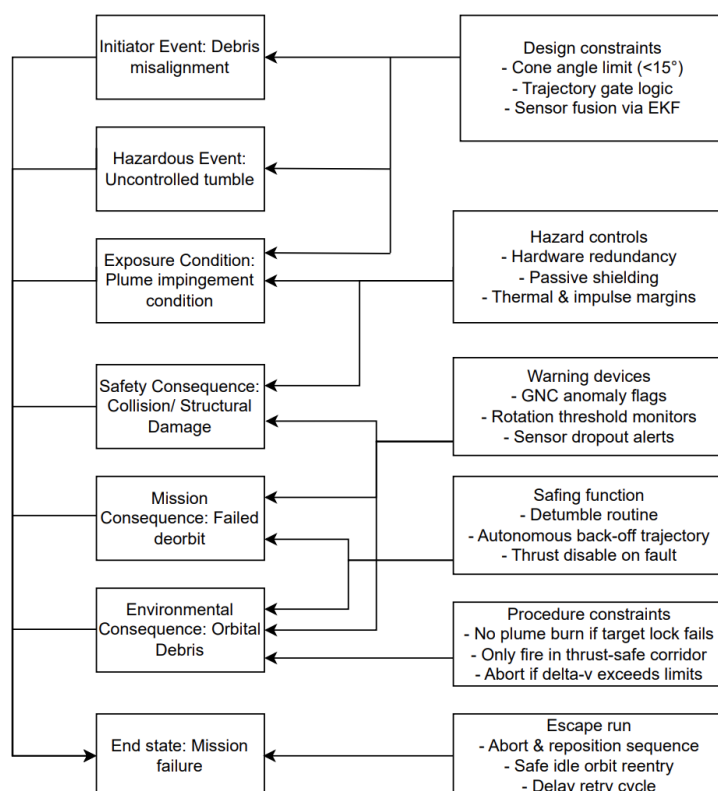 Initiator Event: Debris
misalignment
Hazardous Event:
Uncontrolled tumble
Exposure Condition:
Plume impingement
condition
Safety Consequence:
Collision/ Structural
Damage
Mission
Consequence: Failed
deorbit
Environmental
Consequence: Orbital
Debris
End state: Mission
failure
Design constraints
- Cone angle limit (<15°)
- Trajectory gate logic
- Sensor fusion via EKF
Hazard controls
- Hardware redundancy
- Passive shielding
- Thermal & impulse margins
Warning devices
- GNC anomaly flags
- Rotation threshold monitors
- Sensor dropout alerts
Safing function
- Detumble routine
- Autonomous back-off trajectory
- Thrust disable on fault
Procedure constraints
- No plume burn if target lock fails
- Only fire in thrust-safe corridor
- Abort if delta-v exceeds limits
Escape run
- Abort & reposition sequence
- Safe idle orbit reentry
- Delay retry cycle